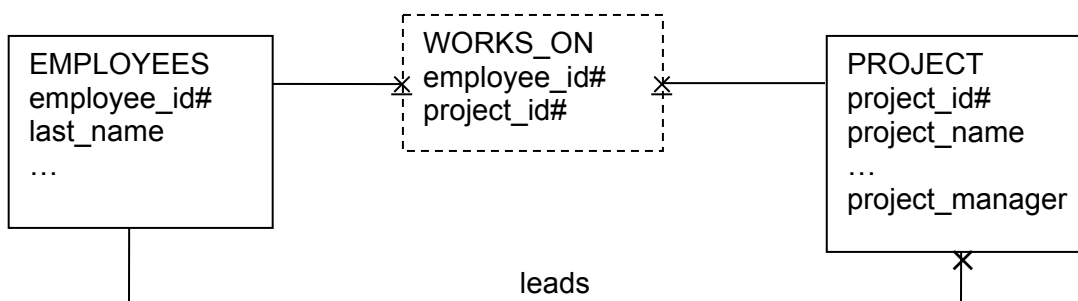 EMPLOYEES
employee_id#
last_name
…
WORKS_ON
employee_id#
project_id#
PROJECT
project_id#
project_name
…
project_manager
leads